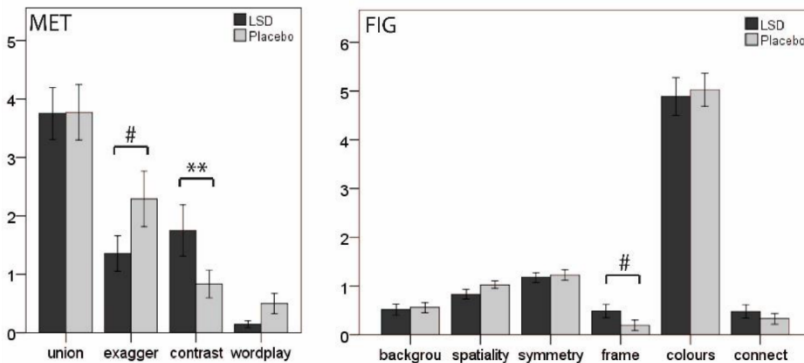 MET
LSD
Placebo
5
4
3
2
1
0
#
**
union exagger contrast wordplay
FIG
LSD
Placebo
6
5
4
3
2
1
0
#
backgrou spatiality symmetry frame colours connect